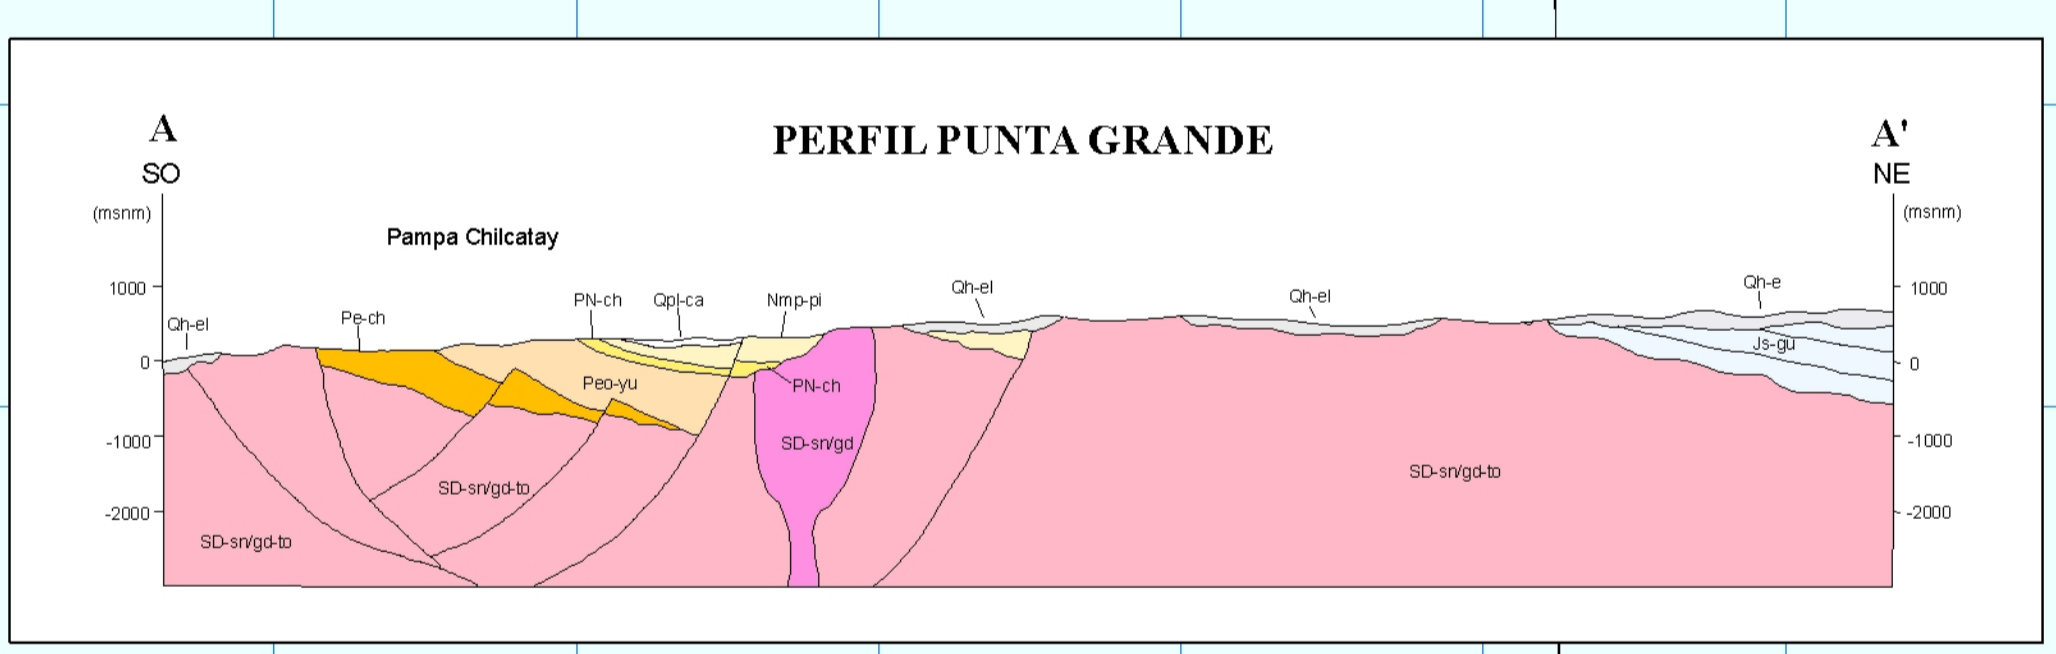 A
PERFIL PUNTA GRANDE
A'
SO
NE
(msnm)
(msnm)
Pampa Chilcatay
1000
Qh-el
Pe-ch
PN-ch
Qpl-ca
Nmp-pi
Qh-el
Qh-el
Qh-e
1000
0
Peo-yu
PN-ch
Js-gu
0
-1000
SD-sn/gd
-1000
SD-sn/gd-to
SD-sn/gd-to
-2000
-2000
SD-sn/gd-to